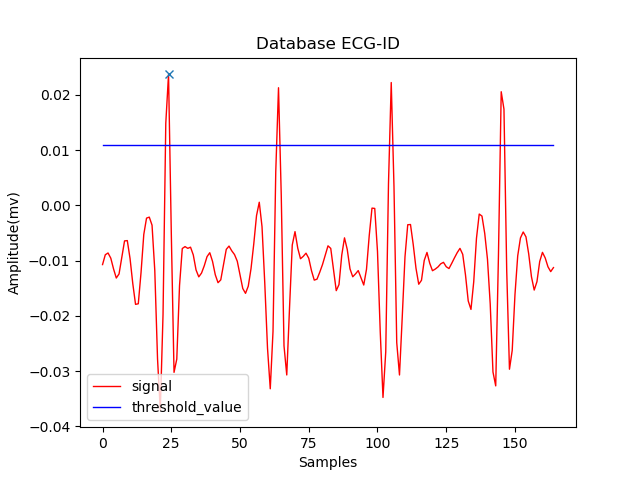 Database ECG-ID
Amplitude(mv)
0.02
0.01
0.00
−0.01
−0.02
−0.03
−0.04
signal
threshold_value
0 25 50 75 100 125 150
Samples